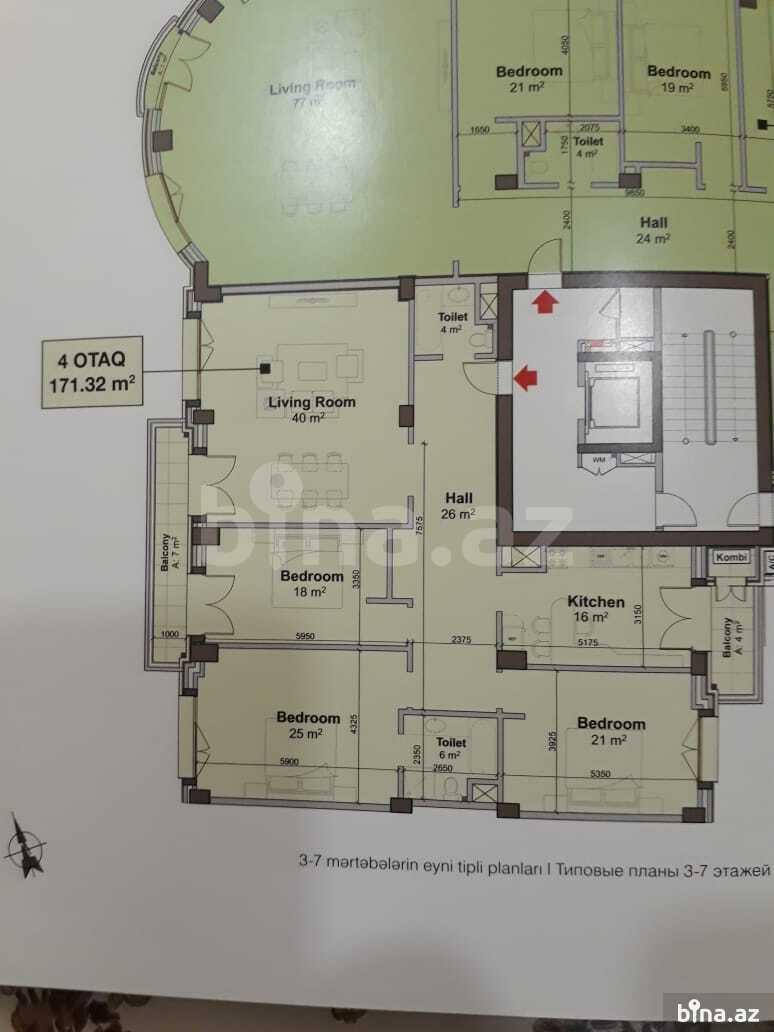 Balcony
Living Room
77 m²
Bedroom
21 m²
Bedroom
19 m²
4050
5950
5750
1650
2075
3400
1750
Toilet
4 m²
9650
2400
Hall
24 m²
2400
Toilet
4 m²
4 OTAQ
171.32 m²
Living Room
40 m²
WM
Hall
26 m²
7575
Balcony
A: 7 m²
Bedroom
18 m²
3350
1000
5950
2375
Kitchen
16 m²
3150
5175
Kombi
A/C
Balcony
A: 4 m²
Bedroom
25 m²
4325
5900
Toilet
6 m²
2350
2650
Bedroom
21 m²
3925
5350
3-7 mərtəbələrin eyni tipli planları | Типовые планы 3-7 этажей
bina.az
bina.az